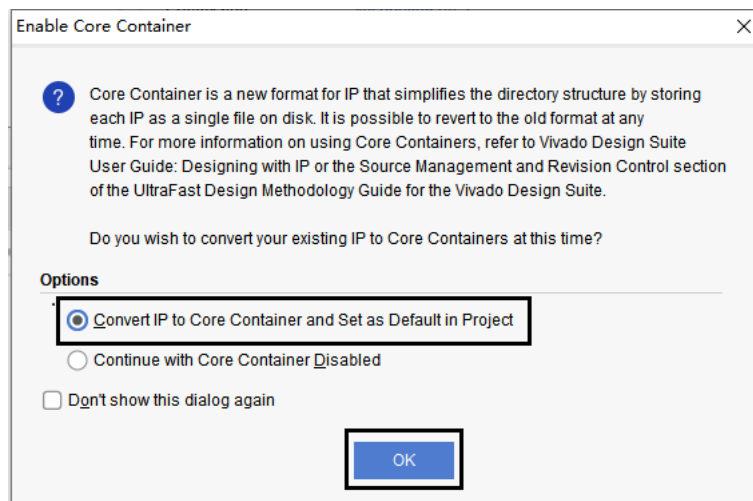 Enable Core Container
Core Container is a new format for IP that simplifies the directory structure by storing
each IP as a single file on disk. It is possible to revert to the old format at any
time. For more information on using Core Containers, refer to Vivado Design Suite
User Guide: Designing with IP or the Source Management and Revision Control section
of the UltraFast Design Methodology Guide for the Vivado Design Suite.
Do you wish to convert your existing IP to Core Containers at this time?
Options
Convert IP to Core Container and Set as Default in Project
Continue with Core Container Disabled
Don't show this dialog again
OK